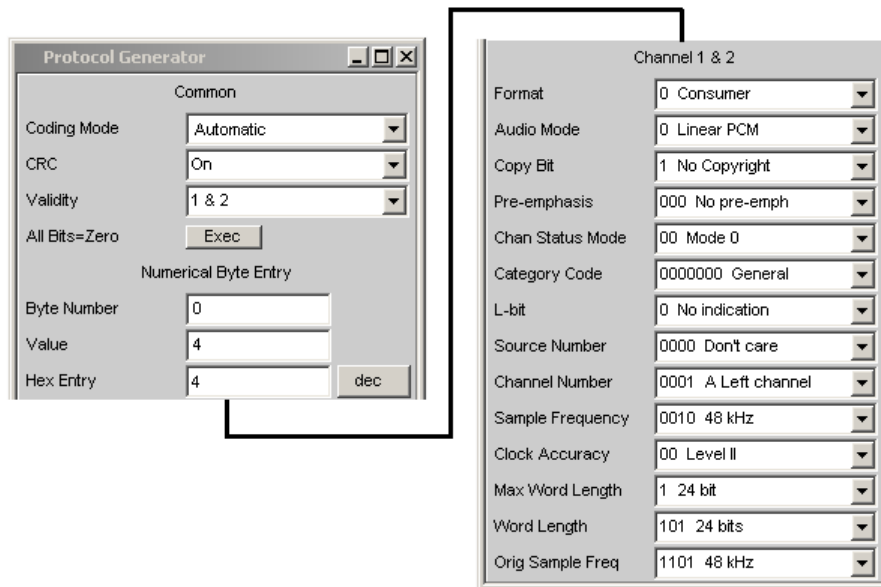 Protocol Generator
Common
Coding Mode Automatic
CRC On
Validity 1 & 2
All Bits=Zero Exec
Numerical Byte Entry
Byte Number 0
Value 4
Hex Entry 4 dec
Channel 1 & 2
Format 0 Consumer
Audio Mode 0 Linear PCM
Copy Bit 1 No Copyright
Pre-emphasis 000 No pre-emph
Chan Status Mode 00 Mode 0
Category Code 0000000 General
L-bit 0 No indication
Source Number 0000 Don't care
Channel Number 0001 A Left channel
Sample Frequency 0010 48 kHz
Clock Accuracy 00 Level II
Max Word Length 1 24 bit
Word Length 101 24 bits
Orig Sample Freq 1101 48 kHz